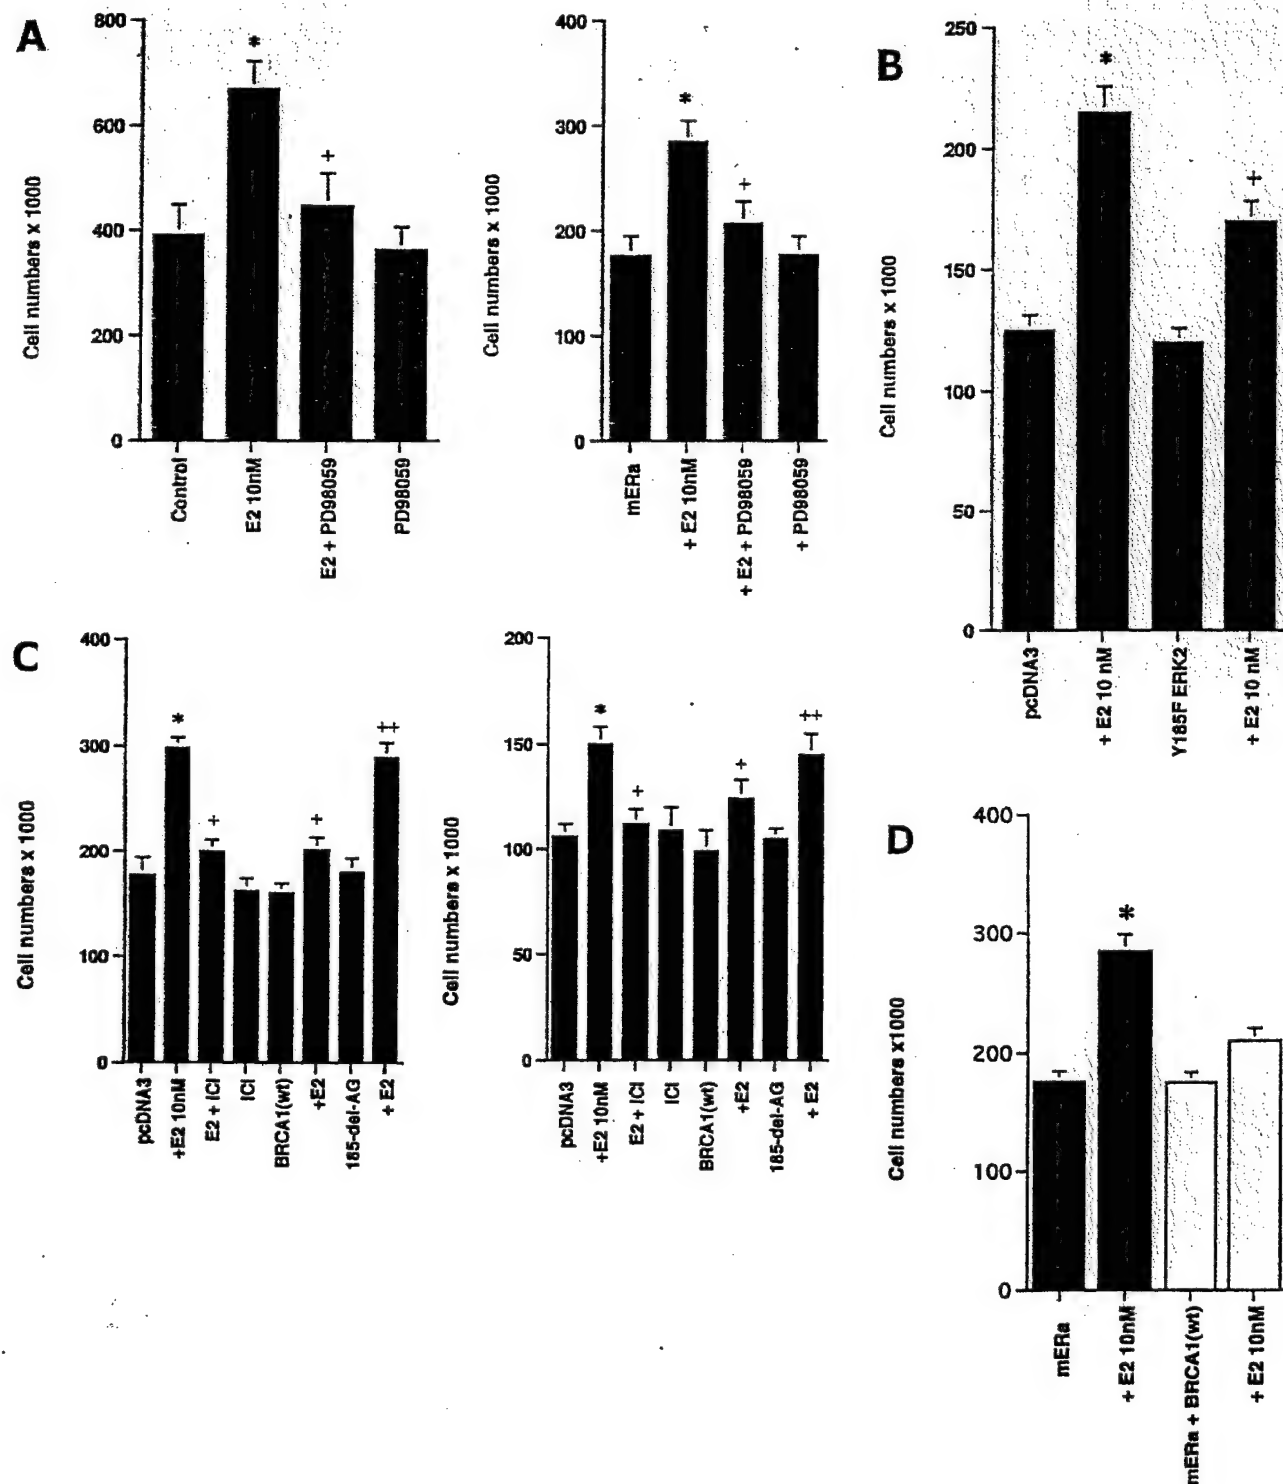 A
Cell numbers x 1000
800
600
400
200
0
*
+
Control
E2 10nM
E2 + PD98059
PD98059
Cell numbers x 1000
400
300
200
100
0
*
+
mERa
+ E2 10nM
+ E2 + PD98059
+ PD98059
B
Cell numbers x 1000
250
200
150
100
50
0
*
+
pcDNA3
+ E2 10 nM
Y185F ERK2
+ E2 10 nM
C
Cell numbers x 1000
400
300
200
100
0
*
+
+
++
pcDNA3
+E2 10nM
E2 + ICI
ICI
BRCA1(wt)
+E2
185-del-AG
+ E2
Cell numbers x 1000
200
150
100
50
0
*
+
+
++
pcDNA3
+E2 10nM
E2 + ICI
ICI
BRCA1(wt)
+E2
185-del-AG
+ E2
D
Cell numbers x1000
400
300
200
100
0
*
mERa
+ E2 10nM
mERa + BRCA1(wt)
+ E2 10nM